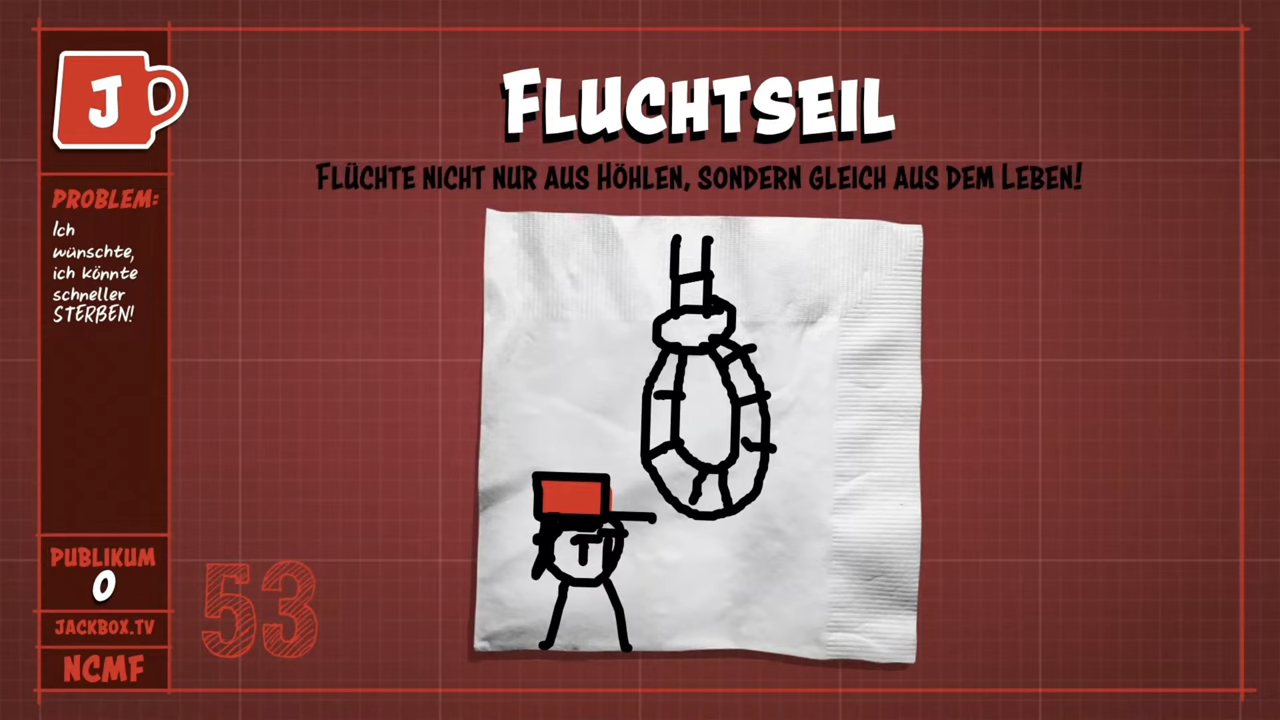 J
FLUCHTSEIL
FLÜCHTE NICHT NUR AUS HÖHLEN, SONDERN GLEICH AUS DEM LEBEN!
PROBLEM:
Ich
wünschte,
ich könnte
schneller
STERBEN!
PUBLIKUM
0
JACKBOX.TV
NCMF
53